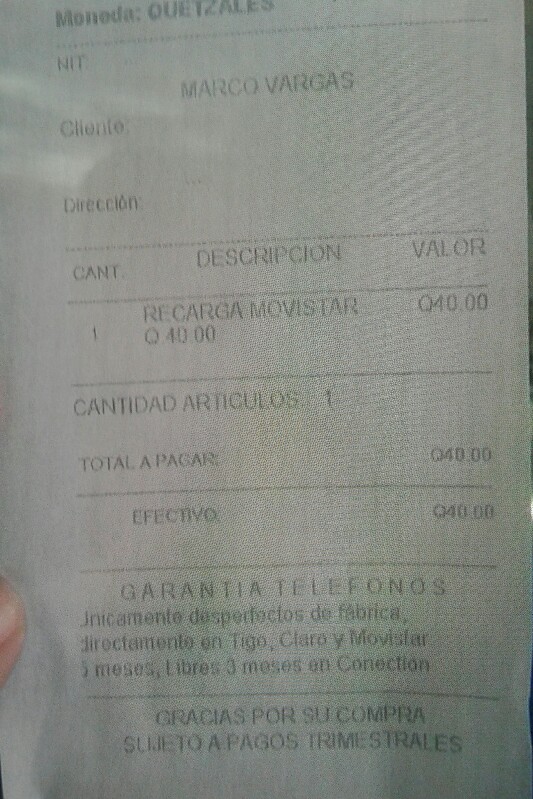 Moneda: QUETZALES
NIT:
MARCO VARGAS
Cliente:
Dirección:
CANT. DESCRIPCION VALOR
1 RECARGA MOVISTAR Q40.00
Q 40.00
CANTIDAD ARTICULOS: 1
TOTAL A PAGAR: Q40.00
EFECTIVO: Q40.00
GARANTIA TELEFONOS
Unicamente desperfectos de fábrica,
directamente en Tigo, Claro y Movistar
meses, Libres 3 meses en Conection
GRACIAS POR SU COMPRA
SUJETO A PAGOS TRIMESTRALES